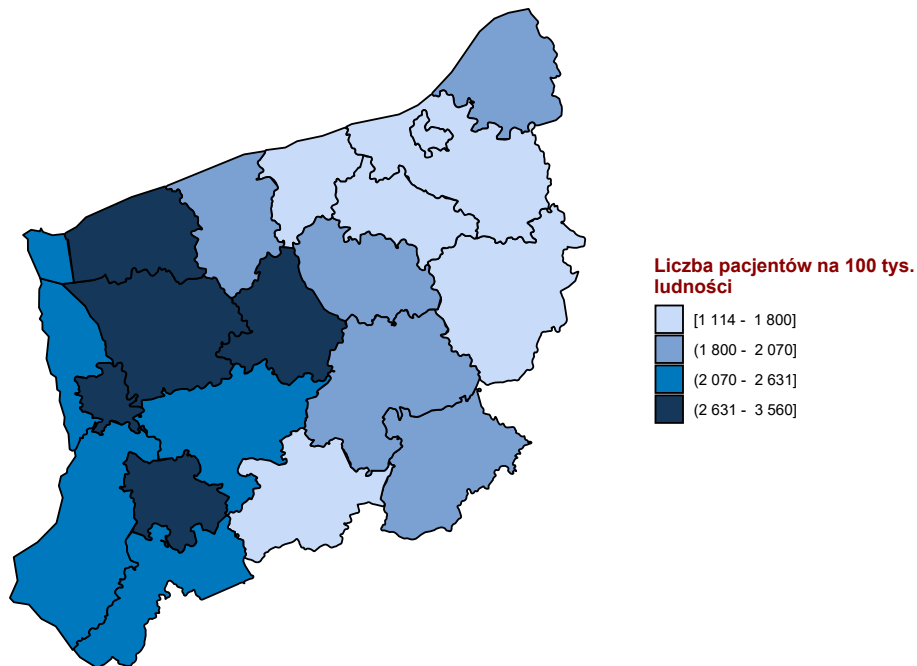 Liczba pacjentów na 100 tys.
ludności
[1 114 - 1 800]
(1 800 - 2 070]
(2 070 - 2 631]
(2 631 - 3 560]